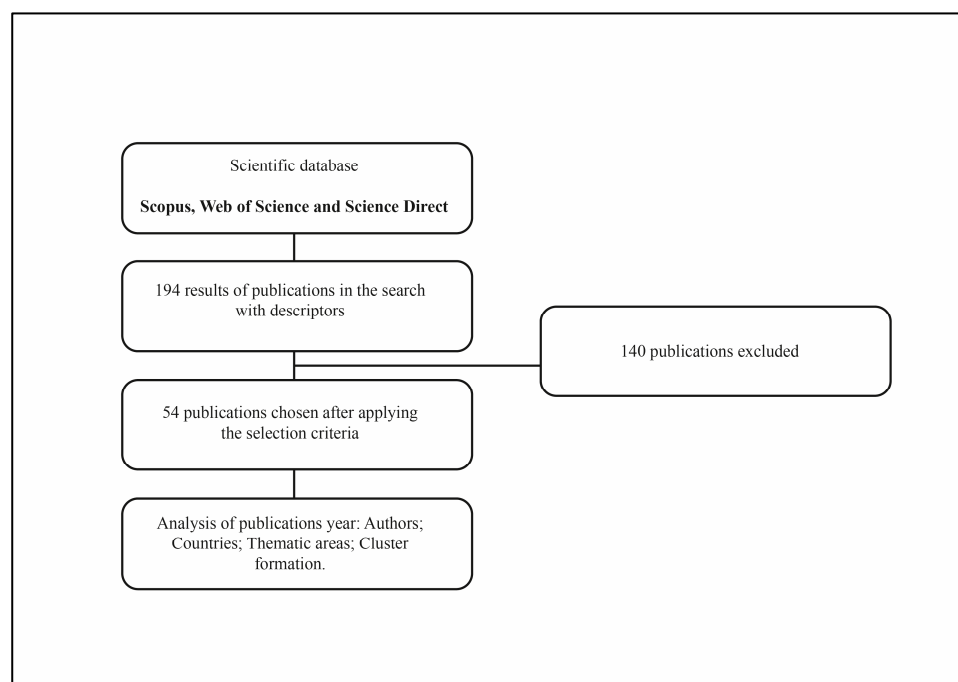 Scientific database
Scopus, Web of Science and Science Direct
194 results of publications in the search
with descriptors
140 publications excluded
54 publications chosen after applying
the selection criteria
Analysis of publications year: Authors;
Countries; Thematic areas; Cluster
formation.